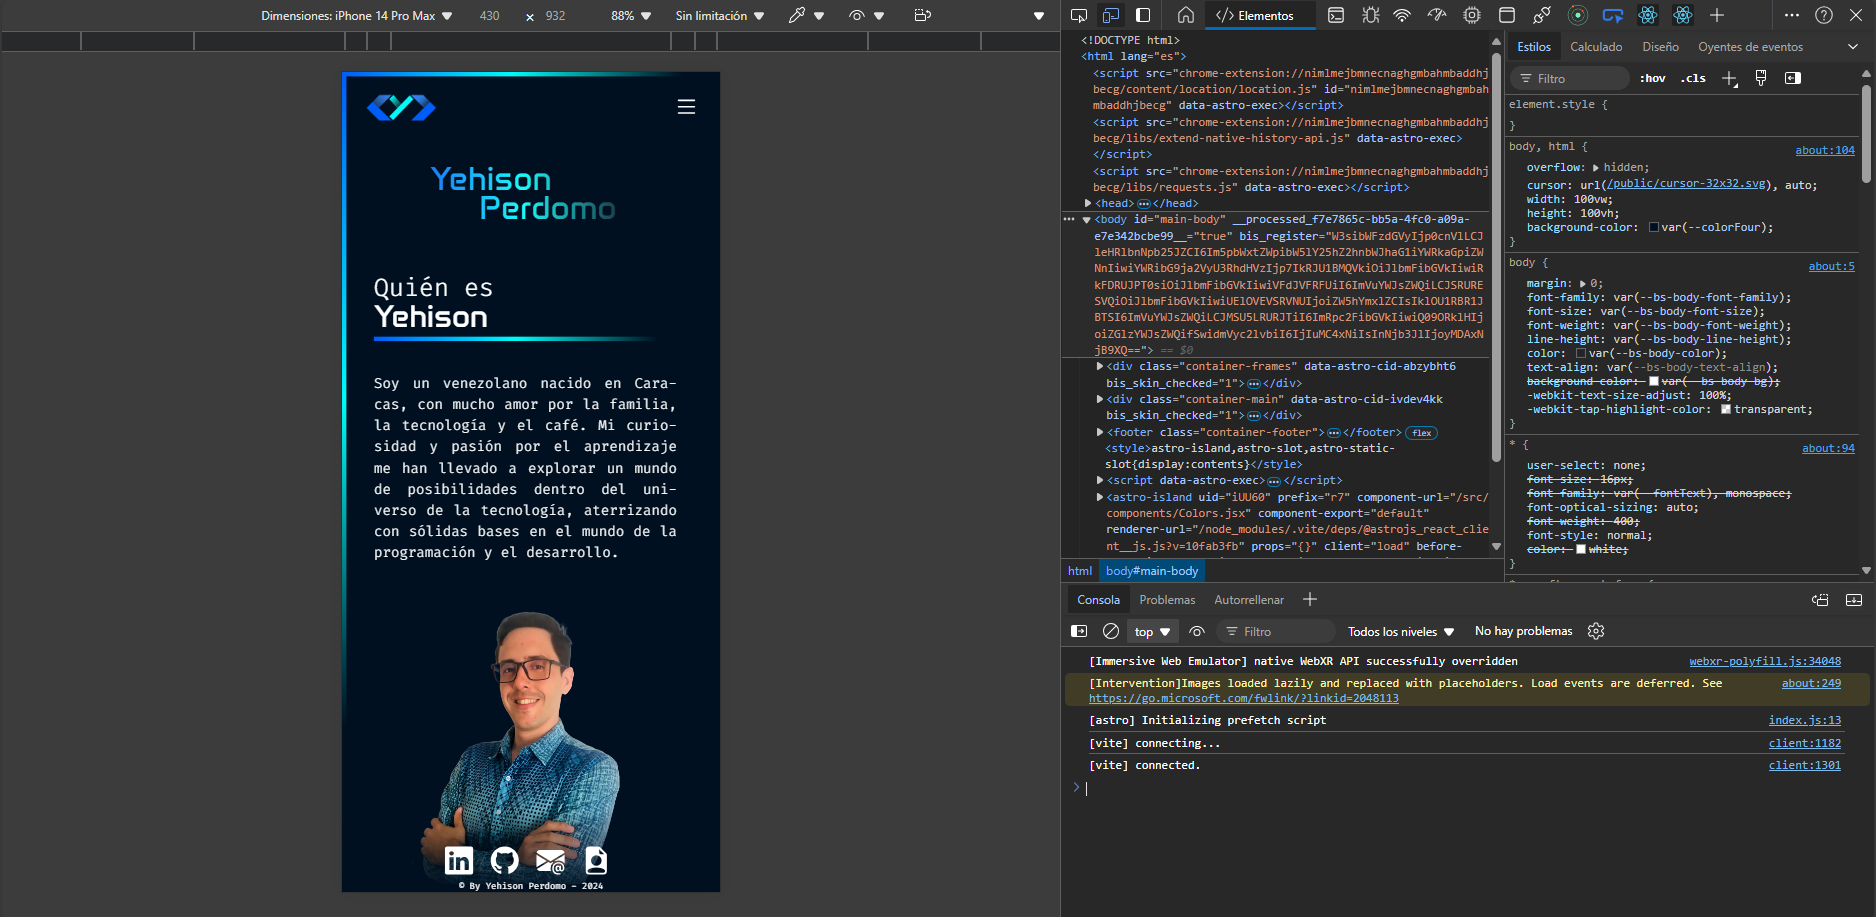 Dimensiones: iPhone 14 Pro Max
430 × 932
88%
Sin limitación
Yehison
Perdomo
Quién es
Yehison
Soy un venezolano nacido en Cara-
cas, con mucho amor por la familia,
la tecnología y el café. Mi curio-
sidad y pasión por el aprendizaje
me han llevado a explorar un mundo
de posibilidades dentro del uni-
verso de la tecnología, aterrizando
con sólidas bases en el mundo de la
programación y el desarrollo.
© By Yehison Perdomo - 2024
Elementos
<!DOCTYPE html>
<html lang="es">
<script src="chrome-extension://nimlmejbmnecnaghgmbahmbaddhj
becg/content/location/location.js" id="nimlmejbmnecnaghgmbah
mbaddhjbecg" data-astro-exec></script>
<script src="chrome-extension://nimlmejbmnecnaghgmbahmbaddhj
becg/libs/extend-native-history-api.js" data-astro-exec>
</script>
<script src="chrome-extension://nimlmejbmnecnaghgmbahmbaddhj
becg/libs/requests.js" data-astro-exec></script>
<head></head>
<body id="main-body" __processed_f7e7865c-bb5a-4fc0-a09a-
e7e342bcbe99__="true"
== $0
<div class="container-frames" data-astro-cid-abzybht6
bis_skin_checked="1"></div>
<div class="container-main" data-astro-cid-ivdev4kk
bis_skin_checked="1"></div>
<footer class="container-footer"></footer> flex
<style>astro-island,astro-slot,astro-static-
slot{display:contents}</style>
<script data-astro-exec></script>
<astro-island uid="iUU60" prefix="r7" component-url="/src/
components/Colors.jsx" component-export="default"
renderer-url="/node_modules/.vite/deps/@astrojs_react_clie
nt__js.js?v=10fab3fb" props="{}" client="load" before-
html body#main-body
Estilos Calculado Diseño Oyentes de eventos
Filtro :hov .cls
element.style {
}
body, html { about:104
overflow: hidden;
cursor: url(/public/cursor-32x32.svg), auto;
width: 100vw;
height: 100vh;
background-color: var(--colorFour);
}
body { about:5
margin: 0;
font-family: var(--bs-body-font-family);
font-size: var(--bs-body-font-size);
font-weight: var(--bs-body-font-weight);
line-height: var(--bs-body-line-height);
color: var(--bs-body-color);
text-align: var(--bs-body-text-align);
background-color: var(--bs-body-bg);
-webkit-text-size-adjust: 100%;
-webkit-tap-highlight-color: transparent;
}
* { about:94
user-select: none;
font-size: 16px;
font-family: var(--fontText), monospace;
font-optical-sizing: auto;
font-weight: 400;
font-style: normal;
color: white;
}
Consola Problemas Autorrellenar
top Filtro Todos los niveles No hay problemas
[Immersive Web Emulator] native WebXR API successfully overridden webxr-polyfill.js:34048
[Intervention]Images loaded lazily and replaced with placeholders. Load events are deferred. See about:249
https://go.microsoft.com/fwlink/?linkid=2048113
[astro] Initializing prefetch script index.js:13
[vite] connecting... client:1182
[vite] connected. client:1301